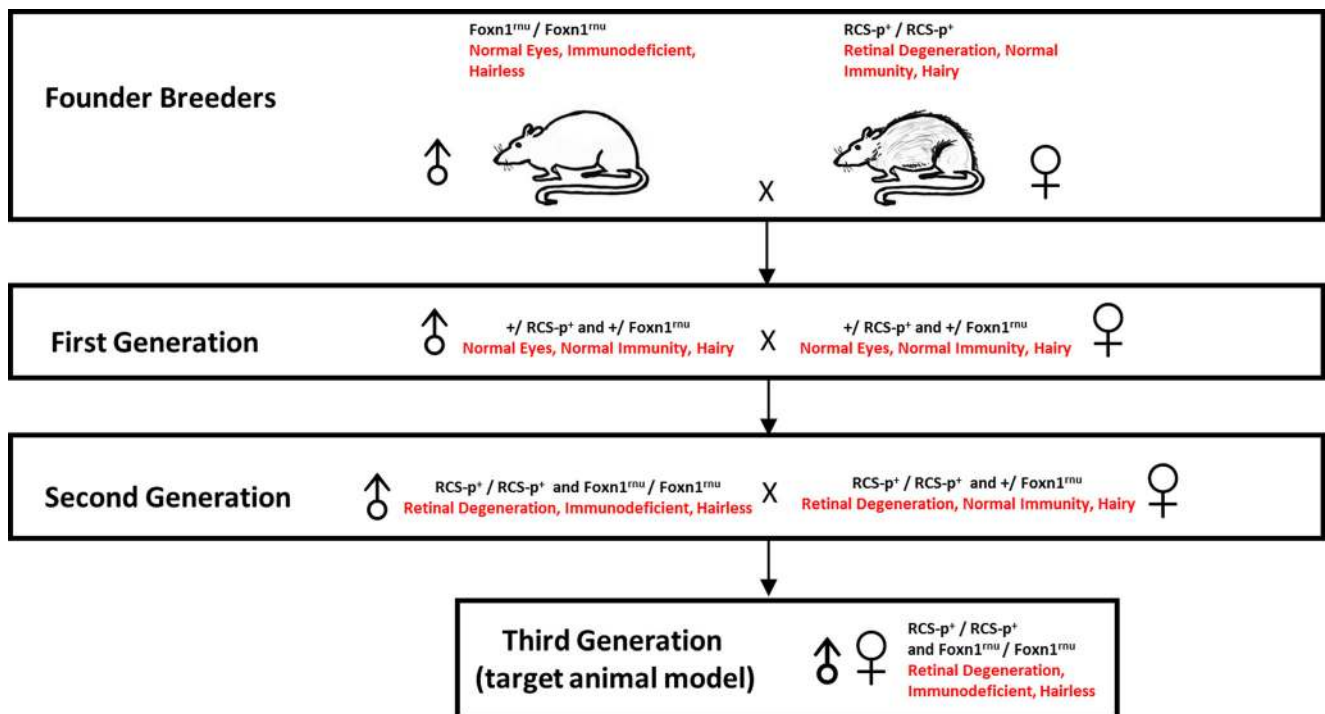 Founder Breeders
Foxn1ʳⁿᵘ / Foxn1ʳⁿᵘ
Normal Eyes, Immunodeficient,
Hairless
RCS-p⁺ / RCS-p⁺
Retinal Degeneration, Normal
Immunity, Hairy
X
First Generation
+/ RCS-p⁺ and +/ Foxn1ʳⁿᵘ
Normal Eyes, Normal Immunity, Hairy
X
+/ RCS-p⁺ and +/ Foxn1ʳⁿᵘ
Normal Eyes, Normal Immunity, Hairy
Second Generation
RCS-p⁺ / RCS-p⁺ and Foxn1ʳⁿᵘ / Foxn1ʳⁿᵘ
Retinal Degeneration, Immunodeficient, Hairless
X
RCS-p⁺ / RCS-p⁺ and +/ Foxn1ʳⁿᵘ
Retinal Degeneration, Normal Immunity, Hairy
Third Generation
(target animal model)
RCS-p⁺ / RCS-p⁺
and Foxn1ʳⁿᵘ / Foxn1ʳⁿᵘ
Retinal Degeneration,
Immunodeficient, Hairless